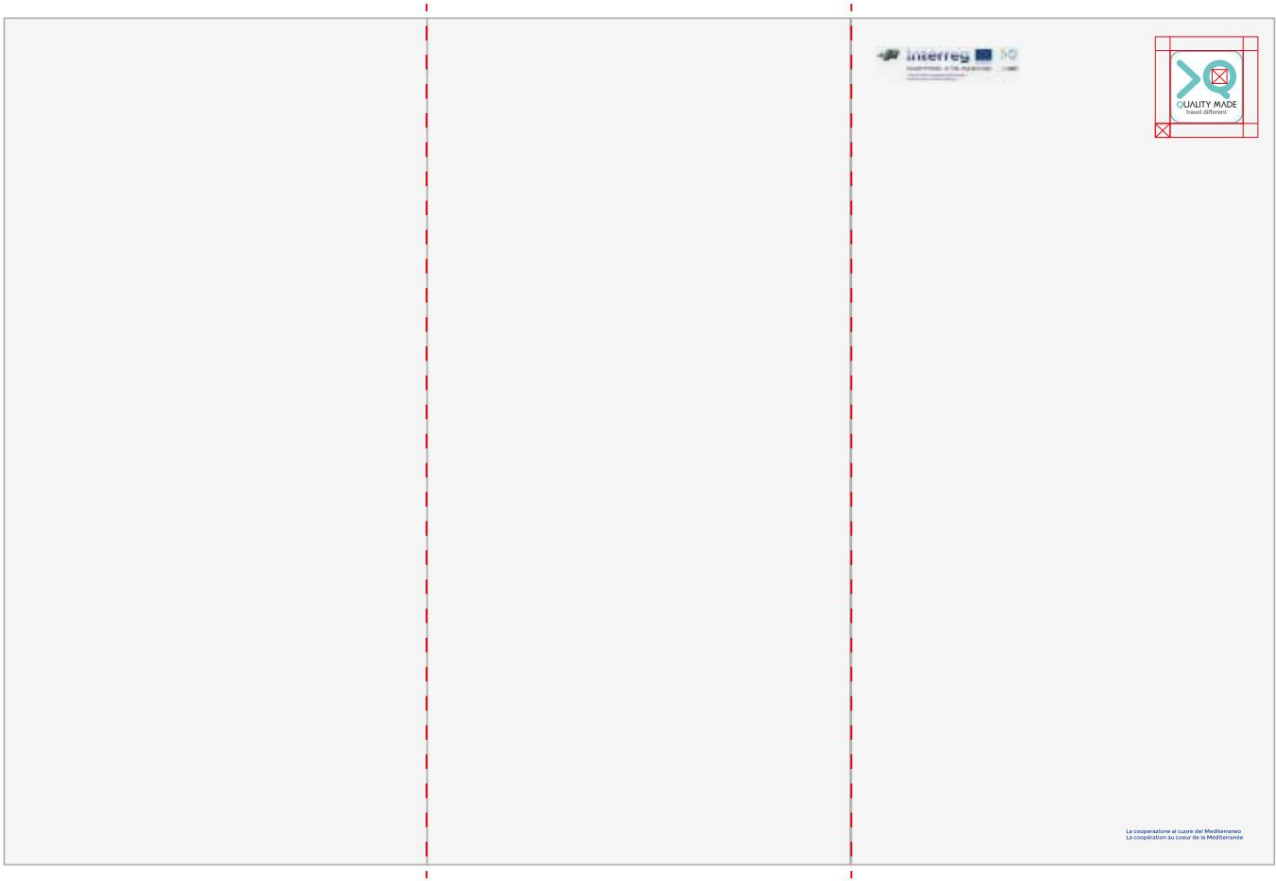 Interreg
QUALITY MADE
travel different
La cooperazione al cuore del Mediterraneo
La coopération au coeur de la Méditerranée